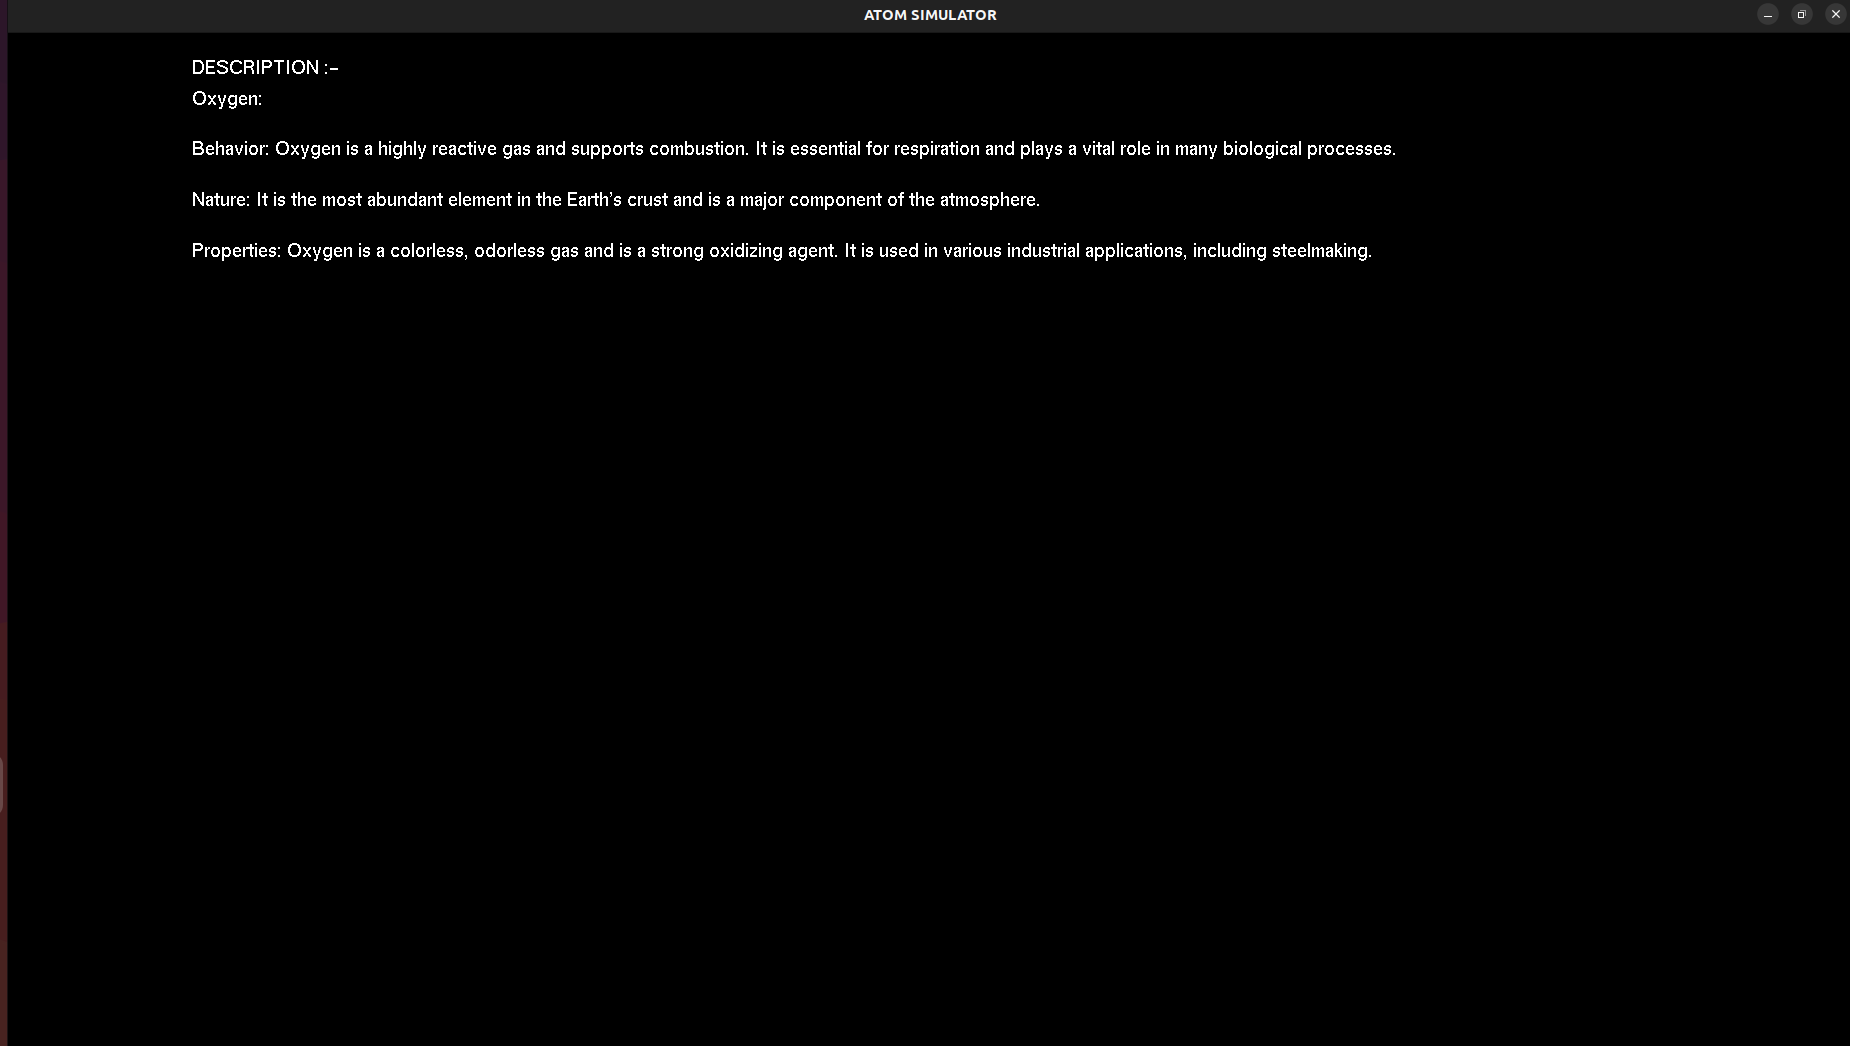 ATOM SIMULATOR
DESCRIPTION :-
Oxygen:
Behavior: Oxygen is a highly reactive gas and supports combustion. It is essential for respiration and plays a vital role in many biological processes.
Nature: It is the most abundant element in the Earth's crust and is a major component of the atmosphere.
Properties: Oxygen is a colorless, odorless gas and is a strong oxidizing agent. It is used in various industrial applications, including steelmaking.